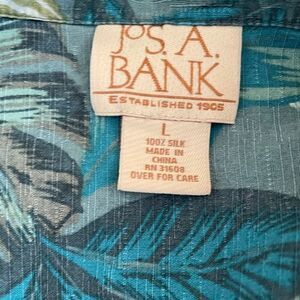 JOS. A.
BANK
ESTABLISHED 1905
L
100% SILK
MADE IN
CHINA
RN 31608
OVER FOR CARE